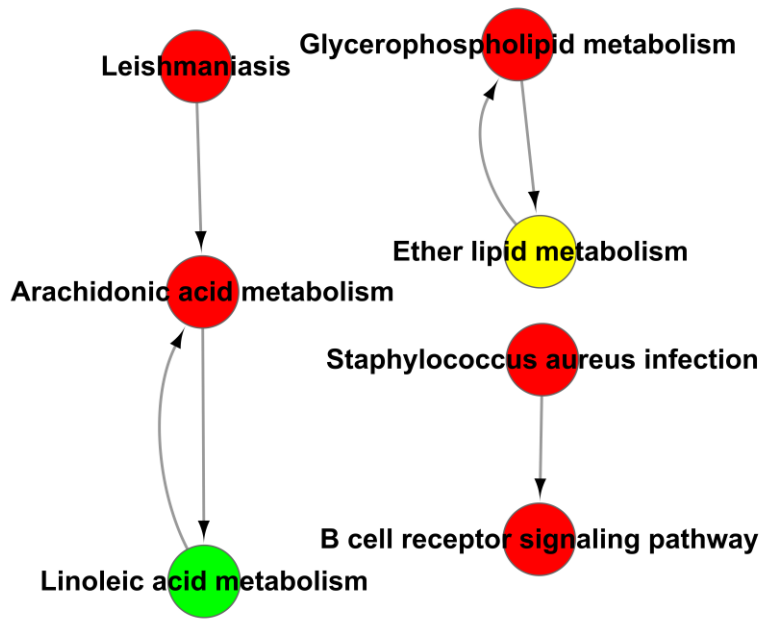 Leishmaniasis
Glycerophospholipid metabolism
Arachidonic acid metabolism
Ether lipid metabolism
Staphylococcus aureus infection
B cell receptor signaling pathway
Linoleic acid metabolism